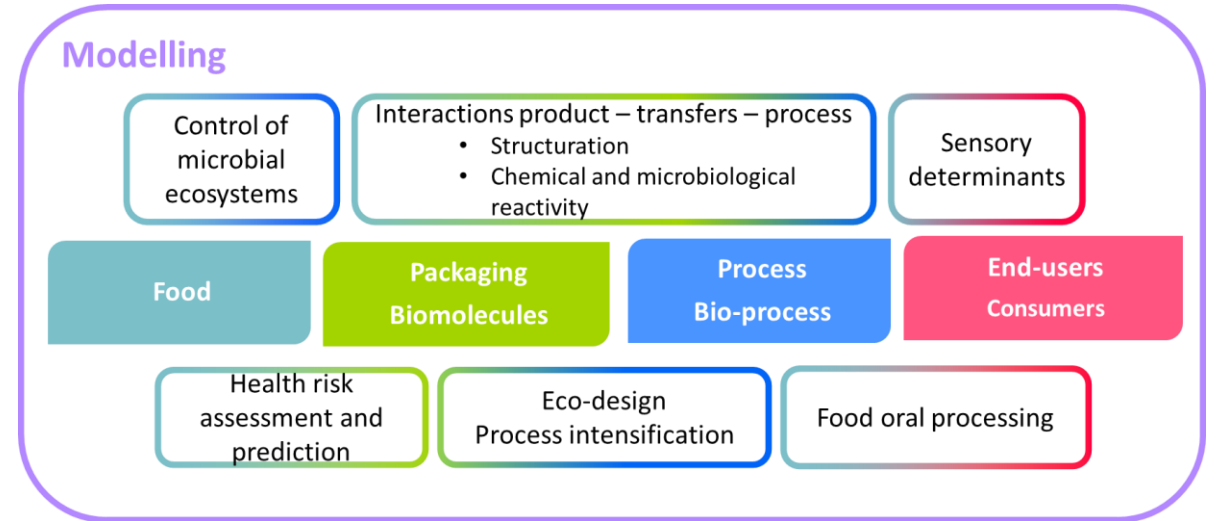 Modelling
Control of
microbial
ecosystems
Interactions product – transfers – process
• Structuration
• Chemical and microbiological
reactivity
Sensory
determinants
Food
Packaging
Biomolecules
Process
Bio-process
End-users
Consumers
Health risk
assessment and
prediction
Eco-design
Process intensification
Food oral processing